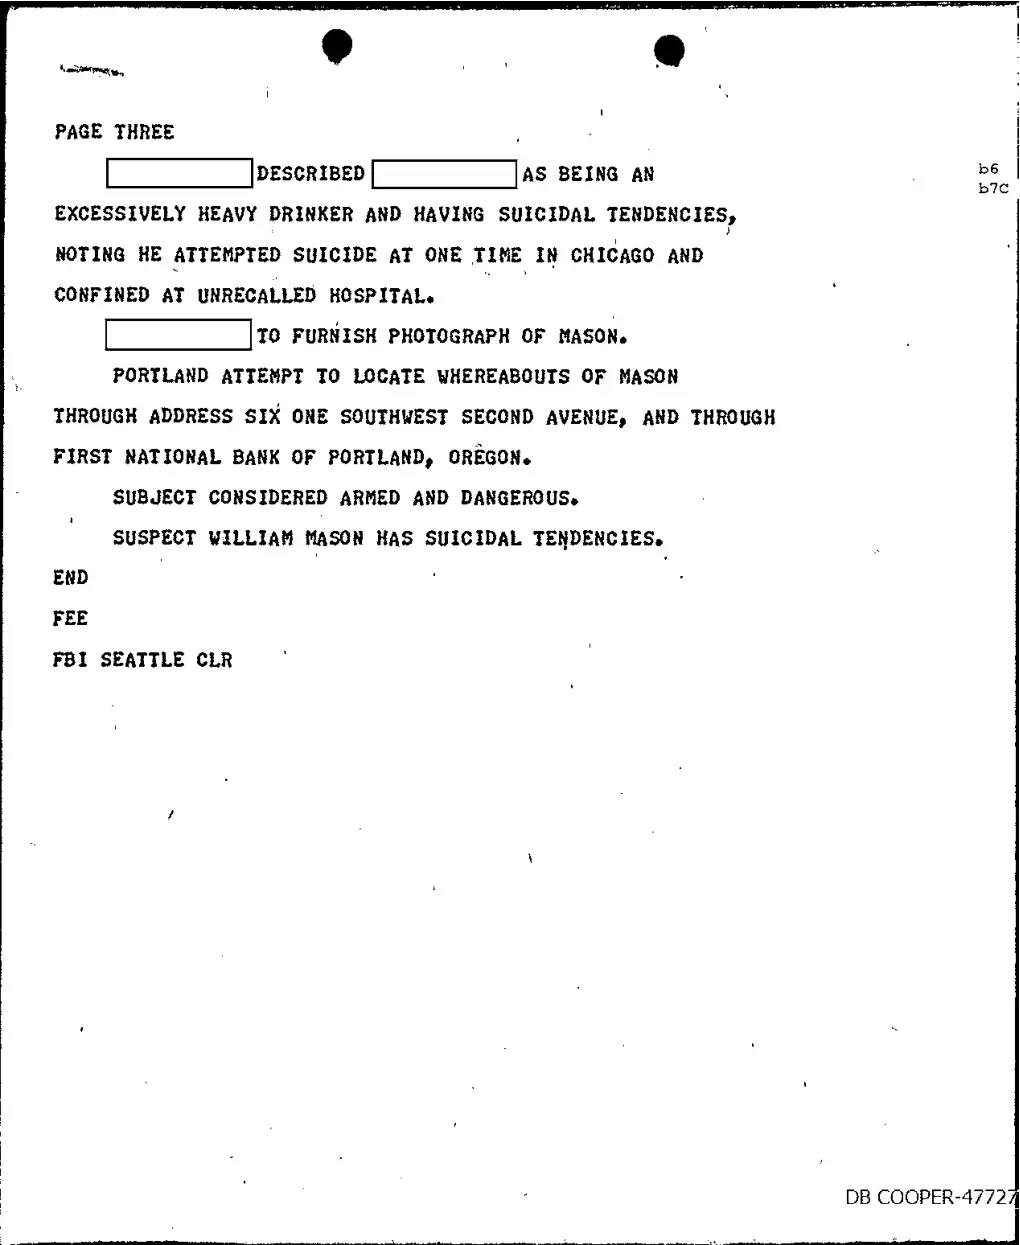 PAGE THREE
DESCRIBED AS BEING AN
b6
b7C
EXCESSIVELY HEAVY DRINKER AND HAVING SUICIDAL TENDENCIES,
NOTING HE ATTEMPTED SUICIDE AT ONE TIME IN CHICAGO AND
CONFINED AT UNRECALLED HOSPITAL.
TO FURNISH PHOTOGRAPH OF MASON.
PORTLAND ATTEMPT TO LOCATE WHEREABOUTS OF MASON
THROUGH ADDRESS SIX ONE SOUTHWEST SECOND AVENUE, AND THROUGH
FIRST NATIONAL BANK OF PORTLAND, OREGON.
SUBJECT CONSIDERED ARMED AND DANGEROUS.
SUSPECT WILLIAM MASON HAS SUICIDAL TENDENCIES.
END
FEE
FBI SEATTLE CLR
DB COOPER-47727